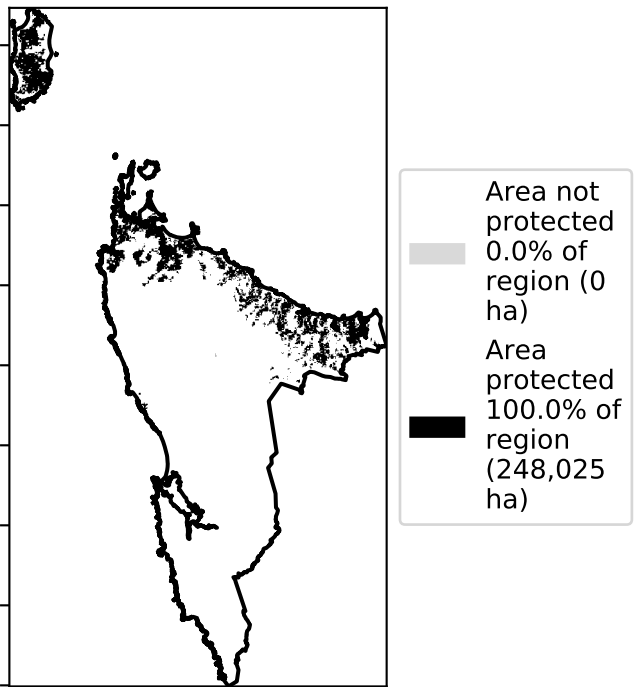 Area not
protected
0.0% of
region (0
ha)
Area
protected
100.0% of
region
(248,025
ha)